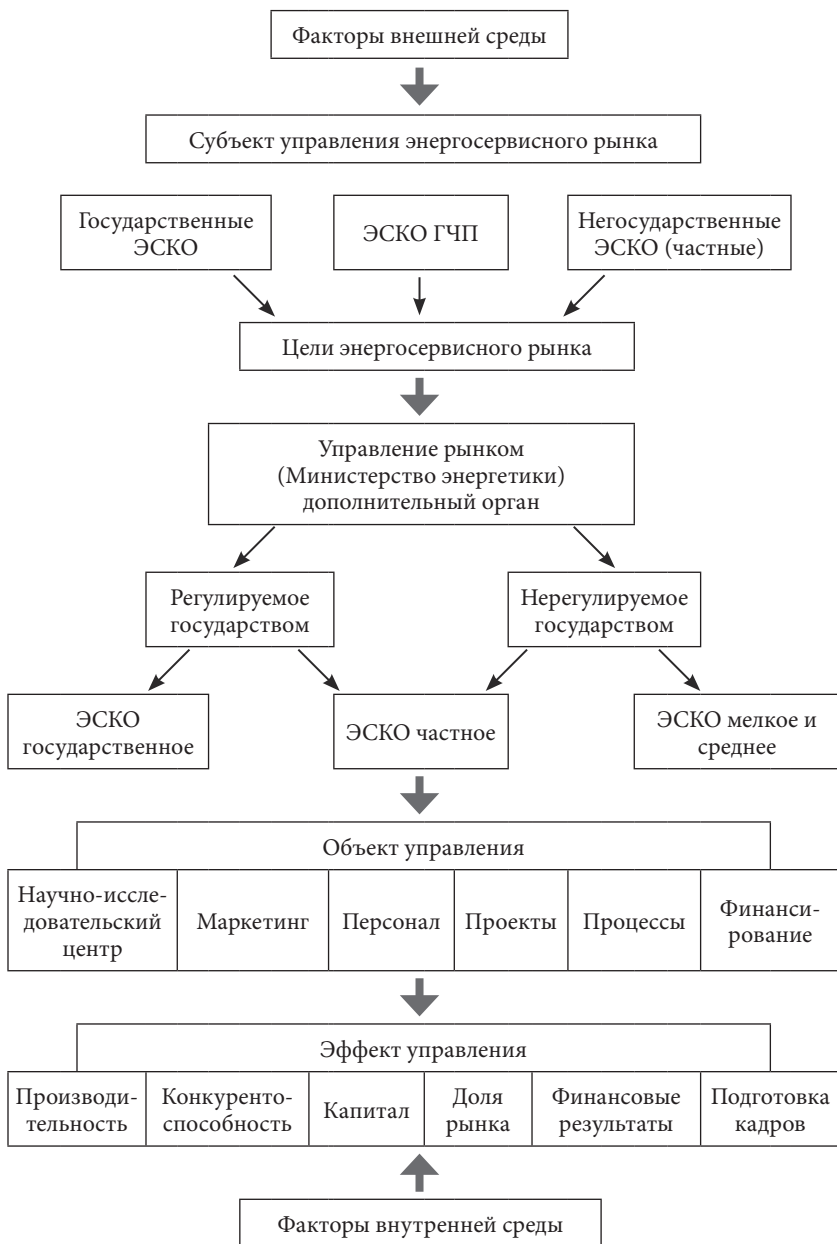 Факторы внешней среды
Субъект управления энергосервисного рынка
Государственные
ЭСКО
ЭСКО ГЧП
Негосударственные
ЭСКО (частные)
Цели энергосервисного рынка
Управление рынком
(Министерство энергетики)
дополнительный орган
Регулируемое
государством
Нерегулируемое
государством
ЭСКО
государственное
ЭСКО частное
ЭСКО мелкое и
среднее
Объект управления
Научно-иссле-
довательский
центр
Маркетинг
Персонал
Проекты
Процессы
Финанси-
рование
Эффект управления
Производи-
тельность
Конкуренто-
способность
Капитал
Доля
рынка
Финансовые
результаты
Подготовка
кадров
Факторы внутренней среды